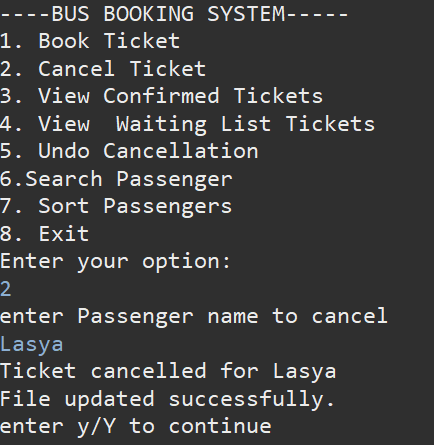 ----BUS BOOKING SYSTEM-----
1. Book Ticket
2. Cancel Ticket
3. View Confirmed Tickets
4. View  Waiting List Tickets
5. Undo Cancellation
6.Search Passenger
7. Sort Passengers
8. Exit
Enter your option:
2
enter Passenger name to cancel
Lasya
Ticket cancelled for Lasya
File updated successfully.
enter y/Y to continue